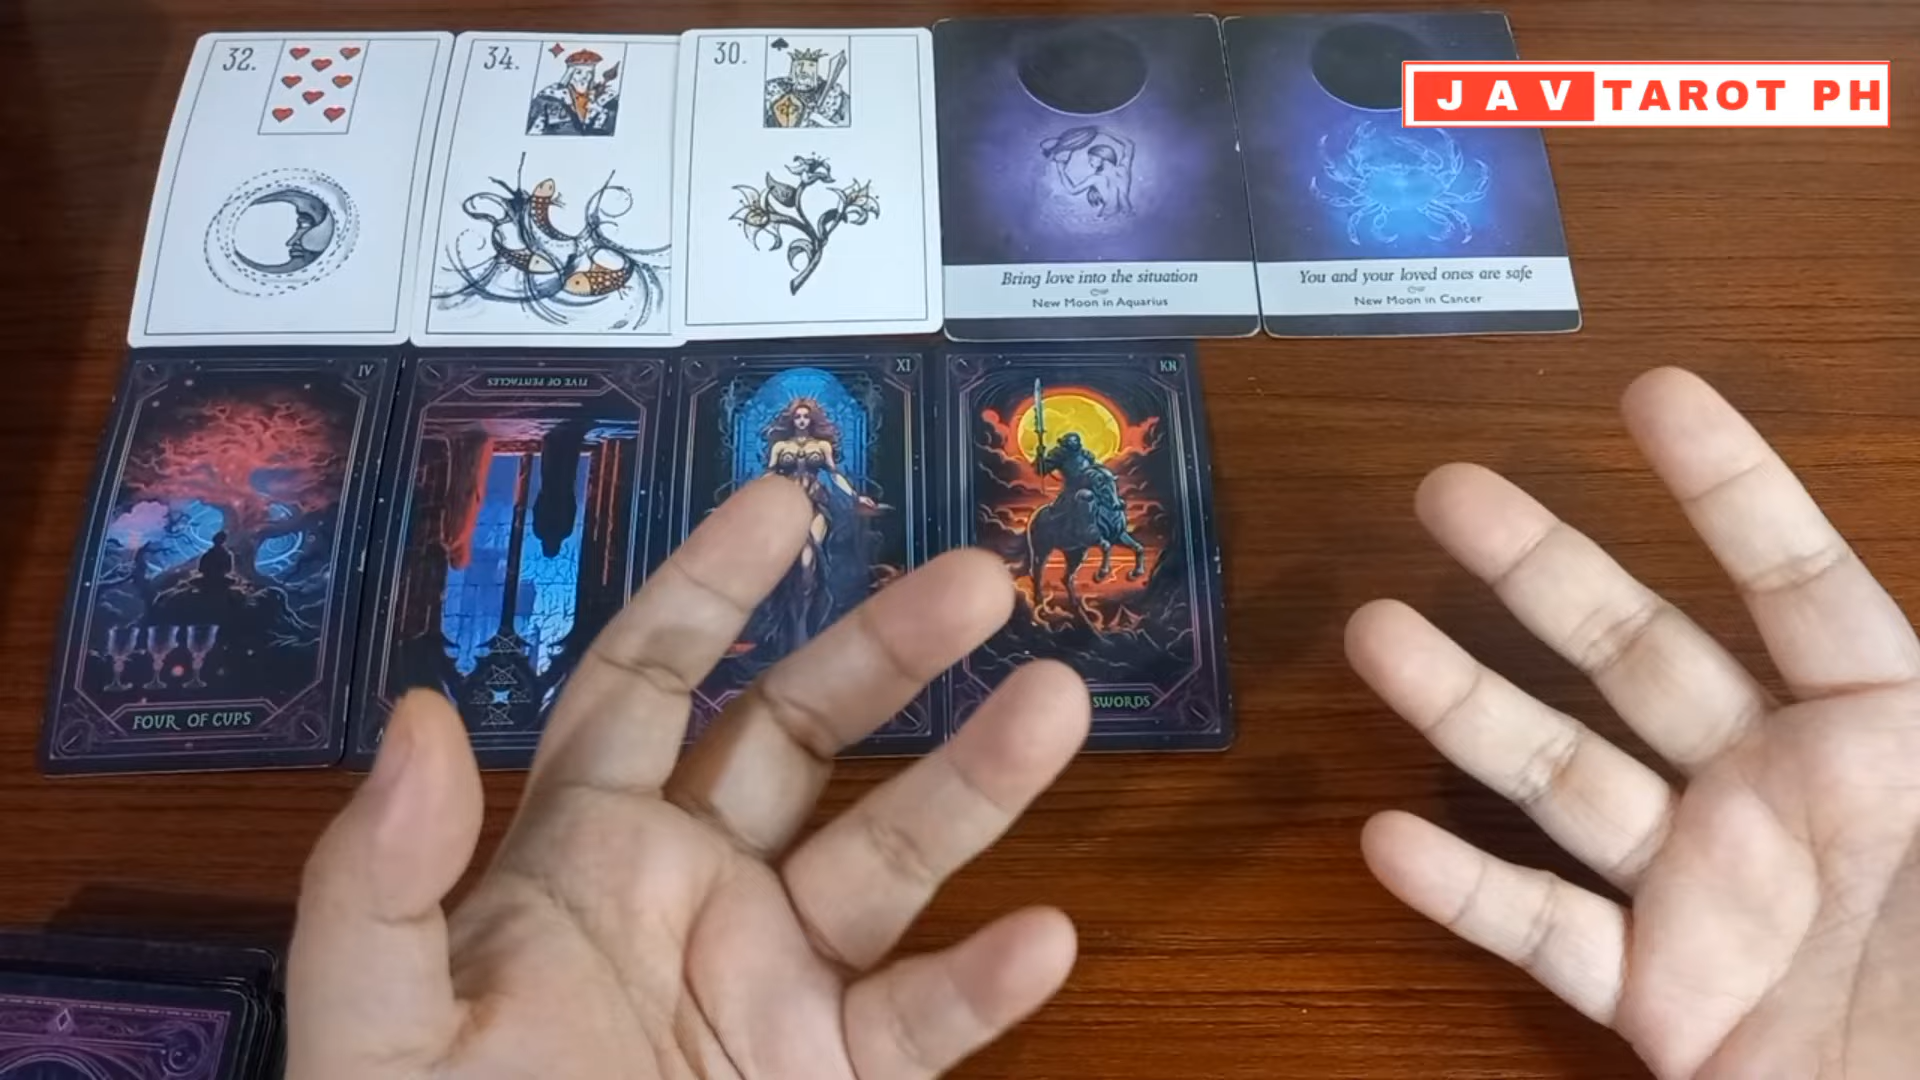 32.
34.
30.
JAV TAROT PH
Bring love into the situation
New Moon in Aquarius
You and your loved ones are safe
New Moon in Cancer
IV
FIVE OF PENTACLES
XI
KN
FOUR OF CUPS
SWORDS